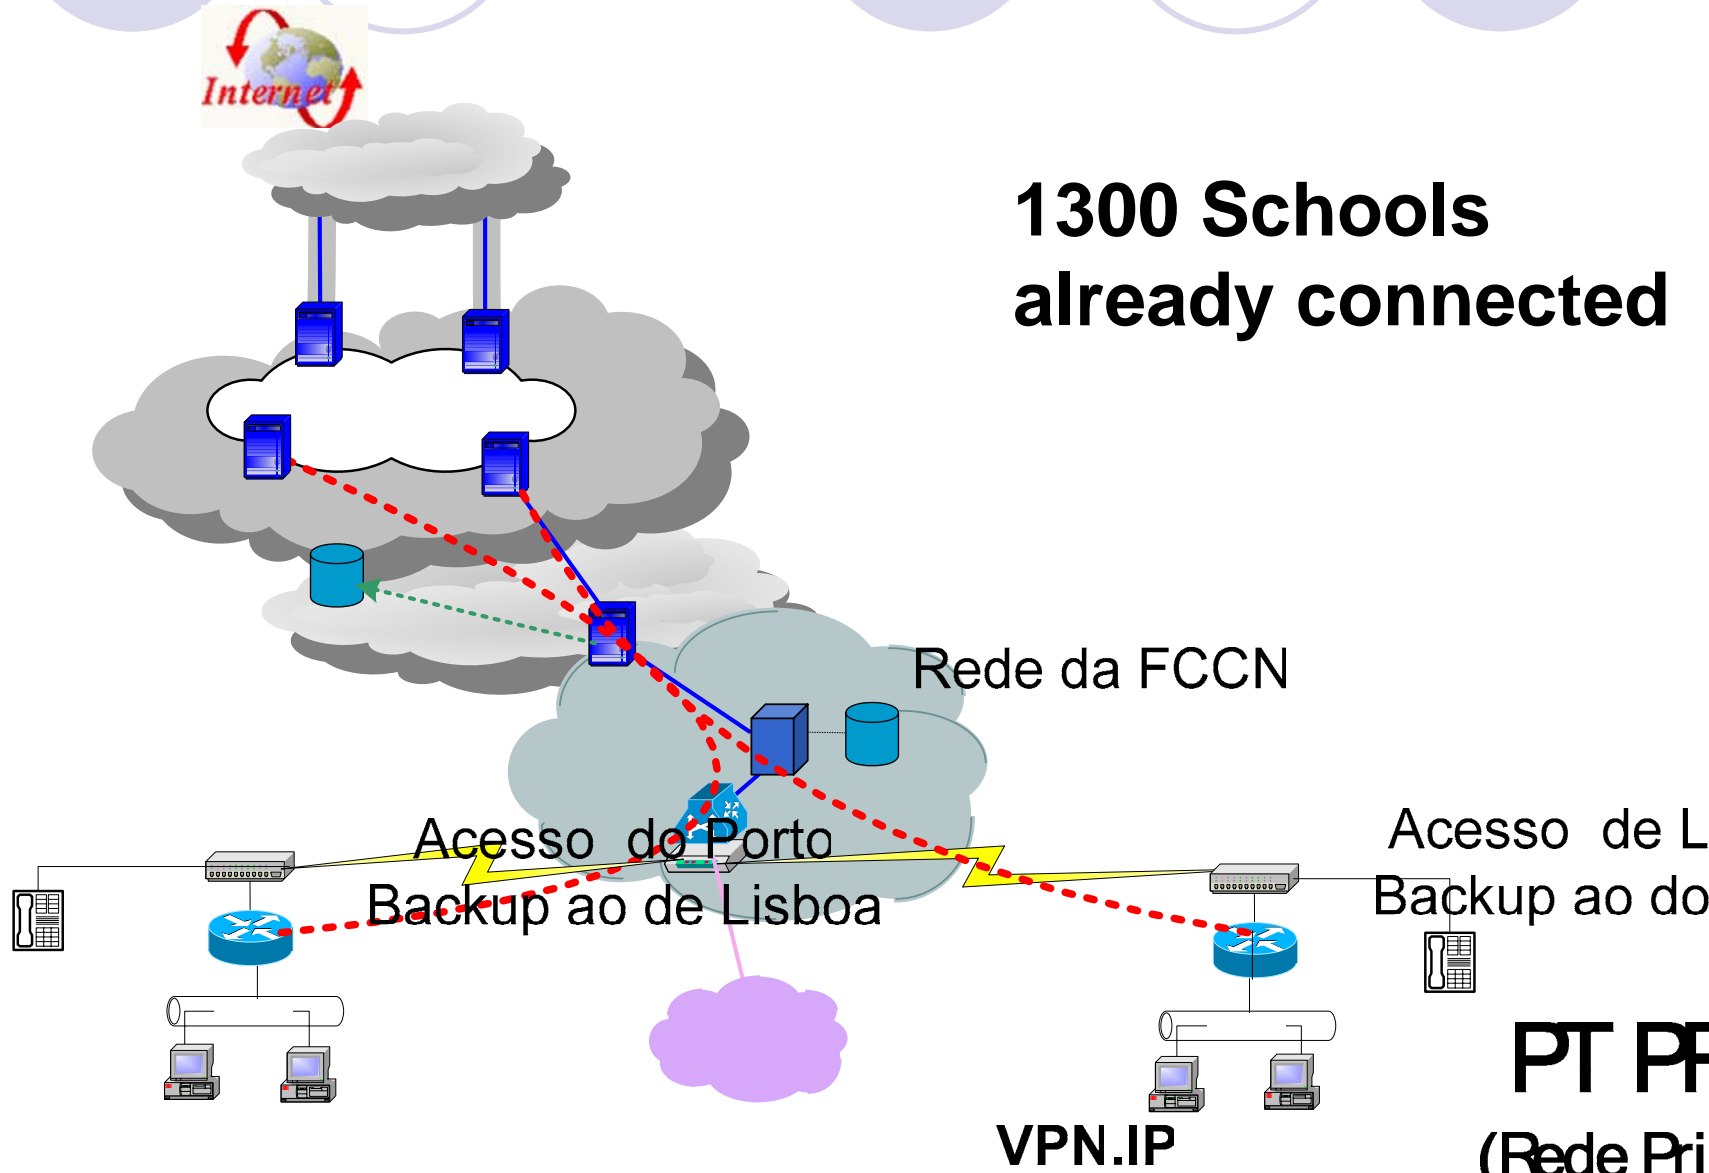 Internet
1300 Schools
already connected
Rede da FCCN
Acesso do Porto
Backup ao de Lisboa
Acesso de L
Backup ao do
PT
VPN.IP
(Rede Pri